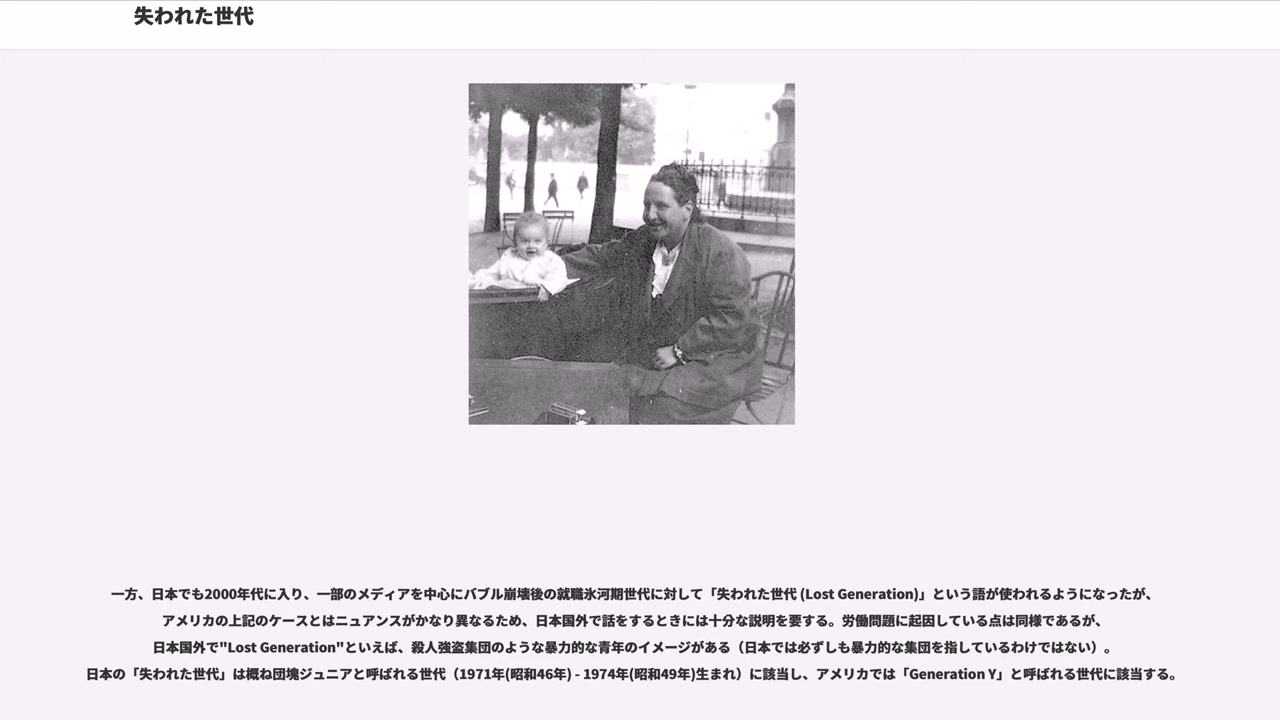 失われた世代
一方、日本でも2000年代に入り、一部のメディアを中心にバブル崩壊後の就職氷河期世代に対して「失われた世代 (Lost Generation)」という語が使われるようになったが、
アメリカの上記のケースとはニュアンスがかなり異なるため、日本国外で話をするときには十分な説明を要する。労働問題に起因している点は同様であるが、
日本国外で"Lost Generation"といえば、殺人強盗集団のような暴力的な青年のイメージがある（日本では必ずしも暴力的な集団を指しているわけではない）。
日本の「失われた世代」は概ね団塊ジュニアと呼ばれる世代（1971年(昭和46年) - 1974年(昭和49年)生まれ）に該当し、アメリカでは「Generation Y」と呼ばれる世代に該当する。